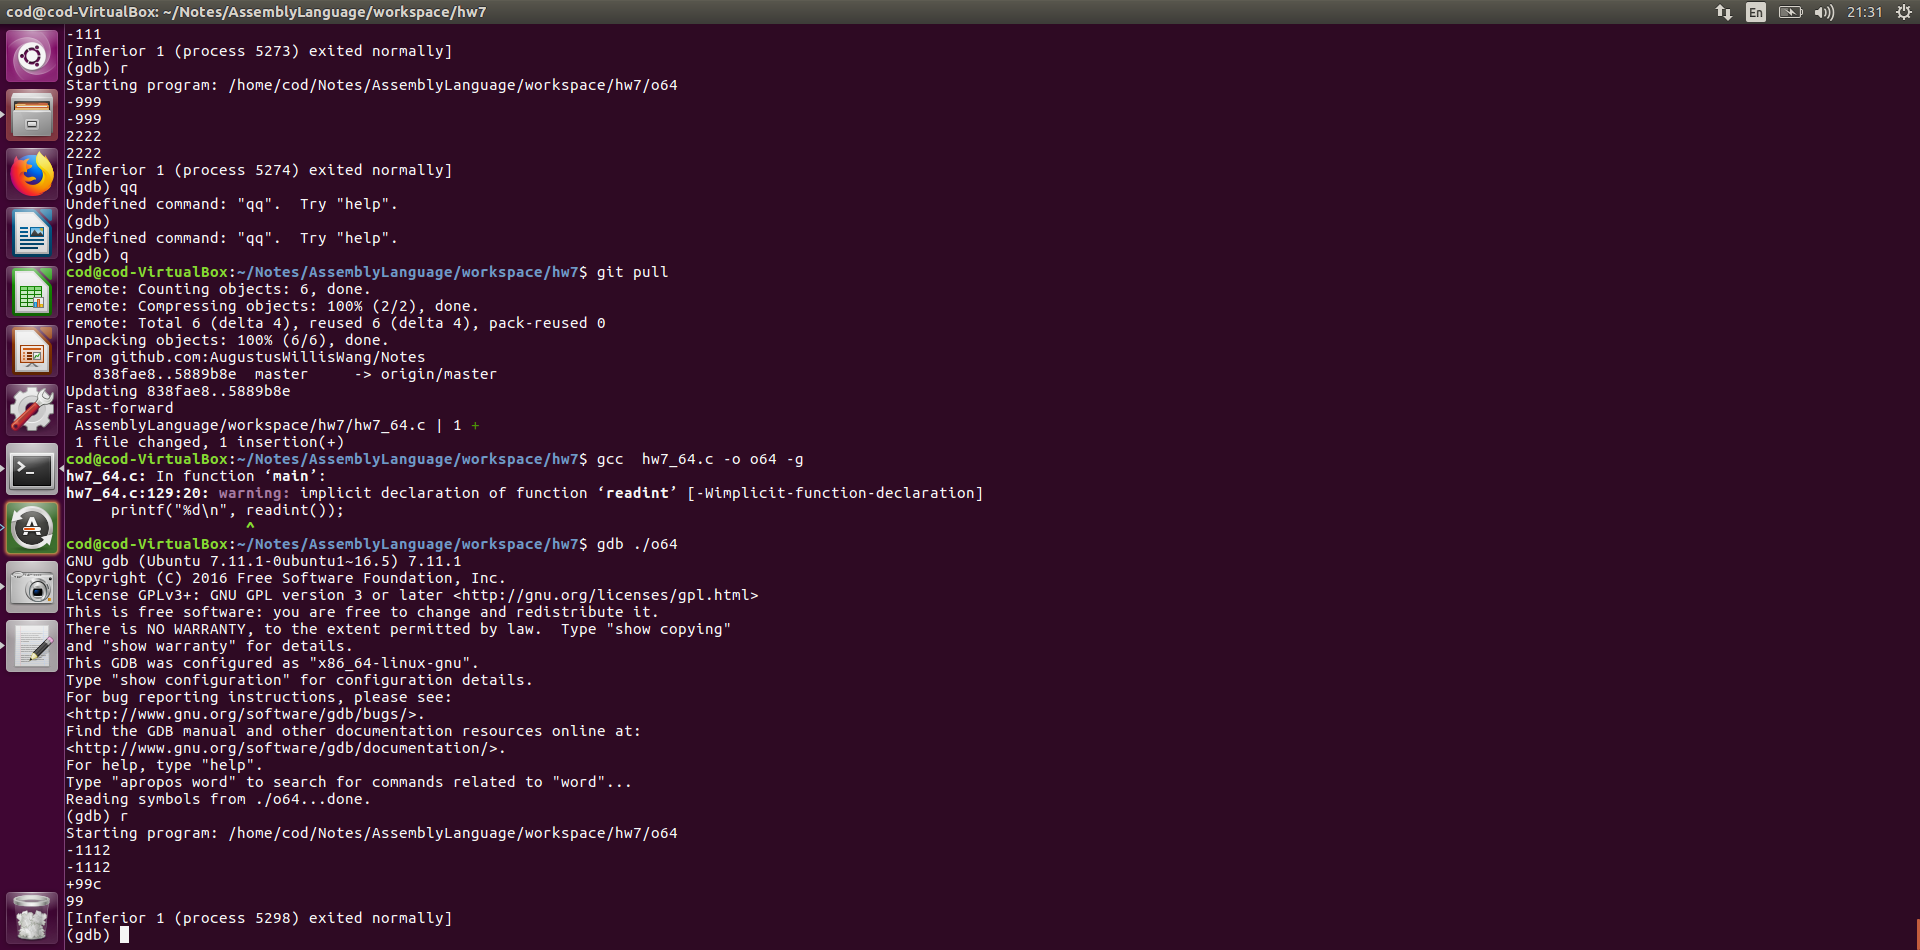 cod@cod-VirtualBox: ~/Notes/AssemblyLanguage/workspace/hw7
En
21:31
-111
[Inferior 1 (process 5273) exited normally]
(gdb) r
Starting program: /home/cod/Notes/AssemblyLanguage/workspace/hw7/o64
-999
-999
2222
2222
[Inferior 1 (process 5274) exited normally]
(gdb) qq
Undefined command: "qq".  Try "help".
(gdb)
Undefined command: "qq".  Try "help".
(gdb) q
cod@cod-VirtualBox:~/Notes/AssemblyLanguage/workspace/hw7$ git pull
remote: Counting objects: 6, done.
remote: Compressing objects: 100% (2/2), done.
remote: Total 6 (delta 4), reused 6 (delta 4), pack-reused 0
Unpacking objects: 100% (6/6), done.
From github.com:AugustusWillisWang/Notes
   838fae8..5889b8e  master     -> origin/master
Updating 838fae8..5889b8e
Fast-forward
 AssemblyLanguage/workspace/hw7/hw7_64.c | 1 +
 1 file changed, 1 insertion(+)
cod@cod-VirtualBox:~/Notes/AssemblyLanguage/workspace/hw7$ gcc  hw7_64.c -o o64 -g
hw7_64.c: In function ‘main’:
hw7_64.c:129:20: warning: implicit declaration of function ‘readint’ [-Wimplicit-function-declaration]
     printf("%d\n", readint());
                    ^
cod@cod-VirtualBox:~/Notes/AssemblyLanguage/workspace/hw7$ gdb ./o64
GNU gdb (Ubuntu 7.11.1-0ubuntu1~16.5) 7.11.1
Copyright (C) 2016 Free Software Foundation, Inc.
License GPLv3+: GNU GPL version 3 or later <http://gnu.org/licenses/gpl.html>
This is free software: you are free to change and redistribute it.
There is NO WARRANTY, to the extent permitted by law.  Type "show copying"
and "show warranty" for details.
This GDB was configured as "x86_64-linux-gnu".
Type "show configuration" for configuration details.
For bug reporting instructions, please see:
<http://www.gnu.org/software/gdb/bugs/>.
Find the GDB manual and other documentation resources online at:
<http://www.gnu.org/software/gdb/documentation/>.
For help, type "help".
Type "apropos word" to search for commands related to "word"...
Reading symbols from ./o64...done.
(gdb) r
Starting program: /home/cod/Notes/AssemblyLanguage/workspace/hw7/o64
-1112
-1112
+99c
99
[Inferior 1 (process 5298) exited normally]
(gdb)